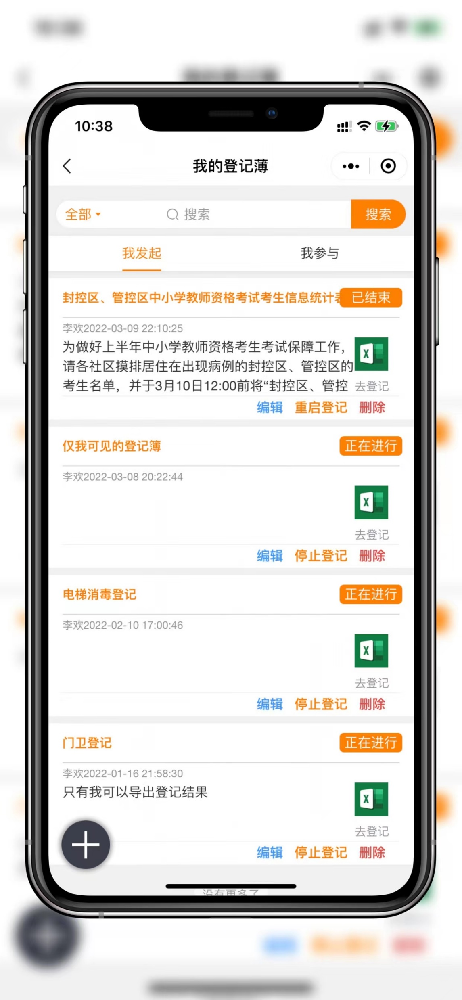 10:38
我的登记薄
全部
搜索
搜索
我发起
我参与
封控区、管控区中小学教师资格考试考生信息统计
已结束
李欢2022-03-09 22:10:25
为做好上半年中小学教师资格考生考试保障工作，
请各社区摸排居住在出现病例的封控区、管控区的
考生名单，并于3月10日12:00前将“封控区、管控
去登记
编辑 重启登记 删除
仅我可见的登记簿
正在进行
李欢2022-03-08 20:22:44
去登记
编辑 停止登记 删除
电梯消毒登记
正在进行
李欢2022-02-10 17:00:46
去登记
编辑 停止登记 删除
门卫登记
正在进行
李欢2022-01-16 21:58:30
只有我可以导出登记结果
去登记
编辑 停止登记 删除
没有更多了